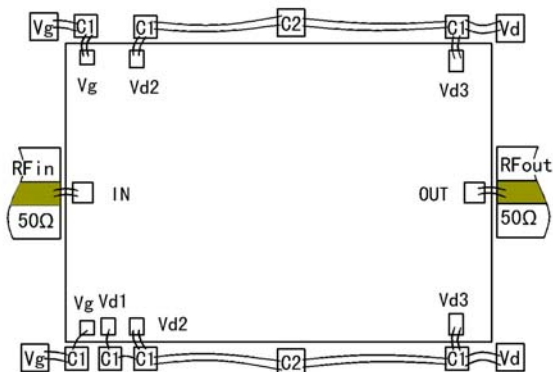 Vg C1 C1 C2 C1 Vd
Vg Vd2 Vd3
RFin RFout
IN OUT
50Ω 50Ω
Vg Vd1 Vd2 Vd3
Vg C1 C1 C1 C2 C1 Vd